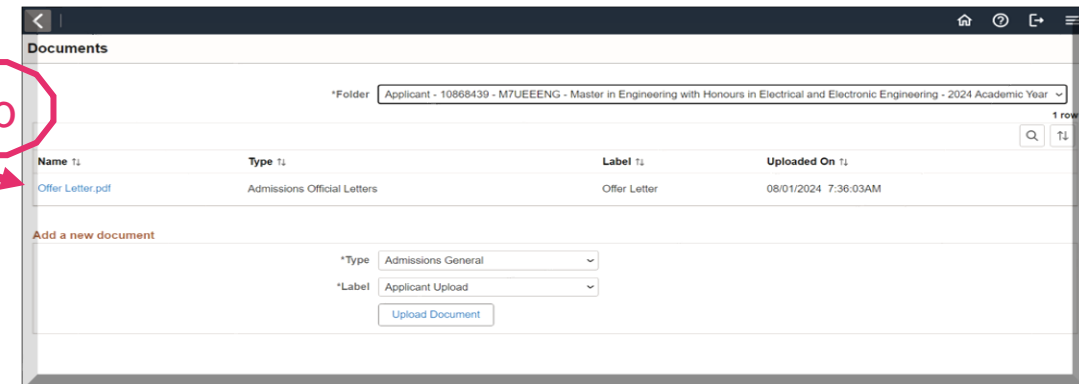 Documents
*Folder Applicant - 10868439 - M7UEEENG - Master in Engineering with Honours in Electrical and Electronic Engineering - 2024 Academic Year
1 row
Name Type Label Uploaded On
Offer Letter.pdf Admissions Official Letters Offer Letter 08/01/2024 7:36:03AM
Add a new document
*Type Admissions General
*Label Applicant Upload
Upload Document